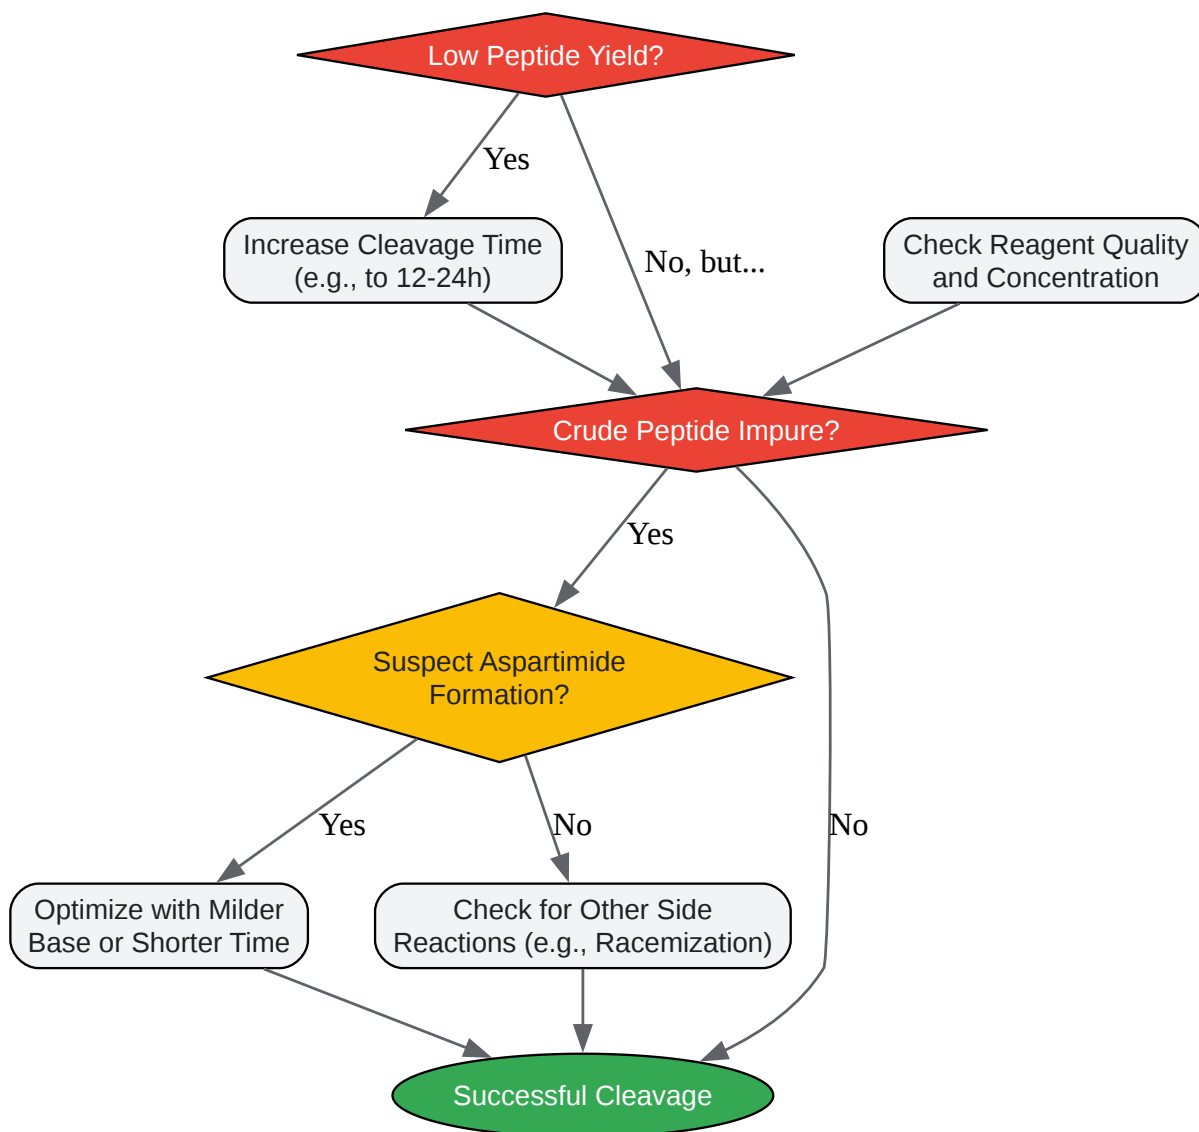 Low Peptide Yield?
Yes
Increase Cleavage Time
(e.g., to 12-24h)
No, but...
Check Reagent Quality
and Concentration
Crude Peptide Impure?
Yes
Suspect Aspartimide
Formation?
Yes
No
No
Optimize with Milder
Base or Shorter Time
Check for Other Side
Reactions (e.g., Racemization)
Successful Cleavage